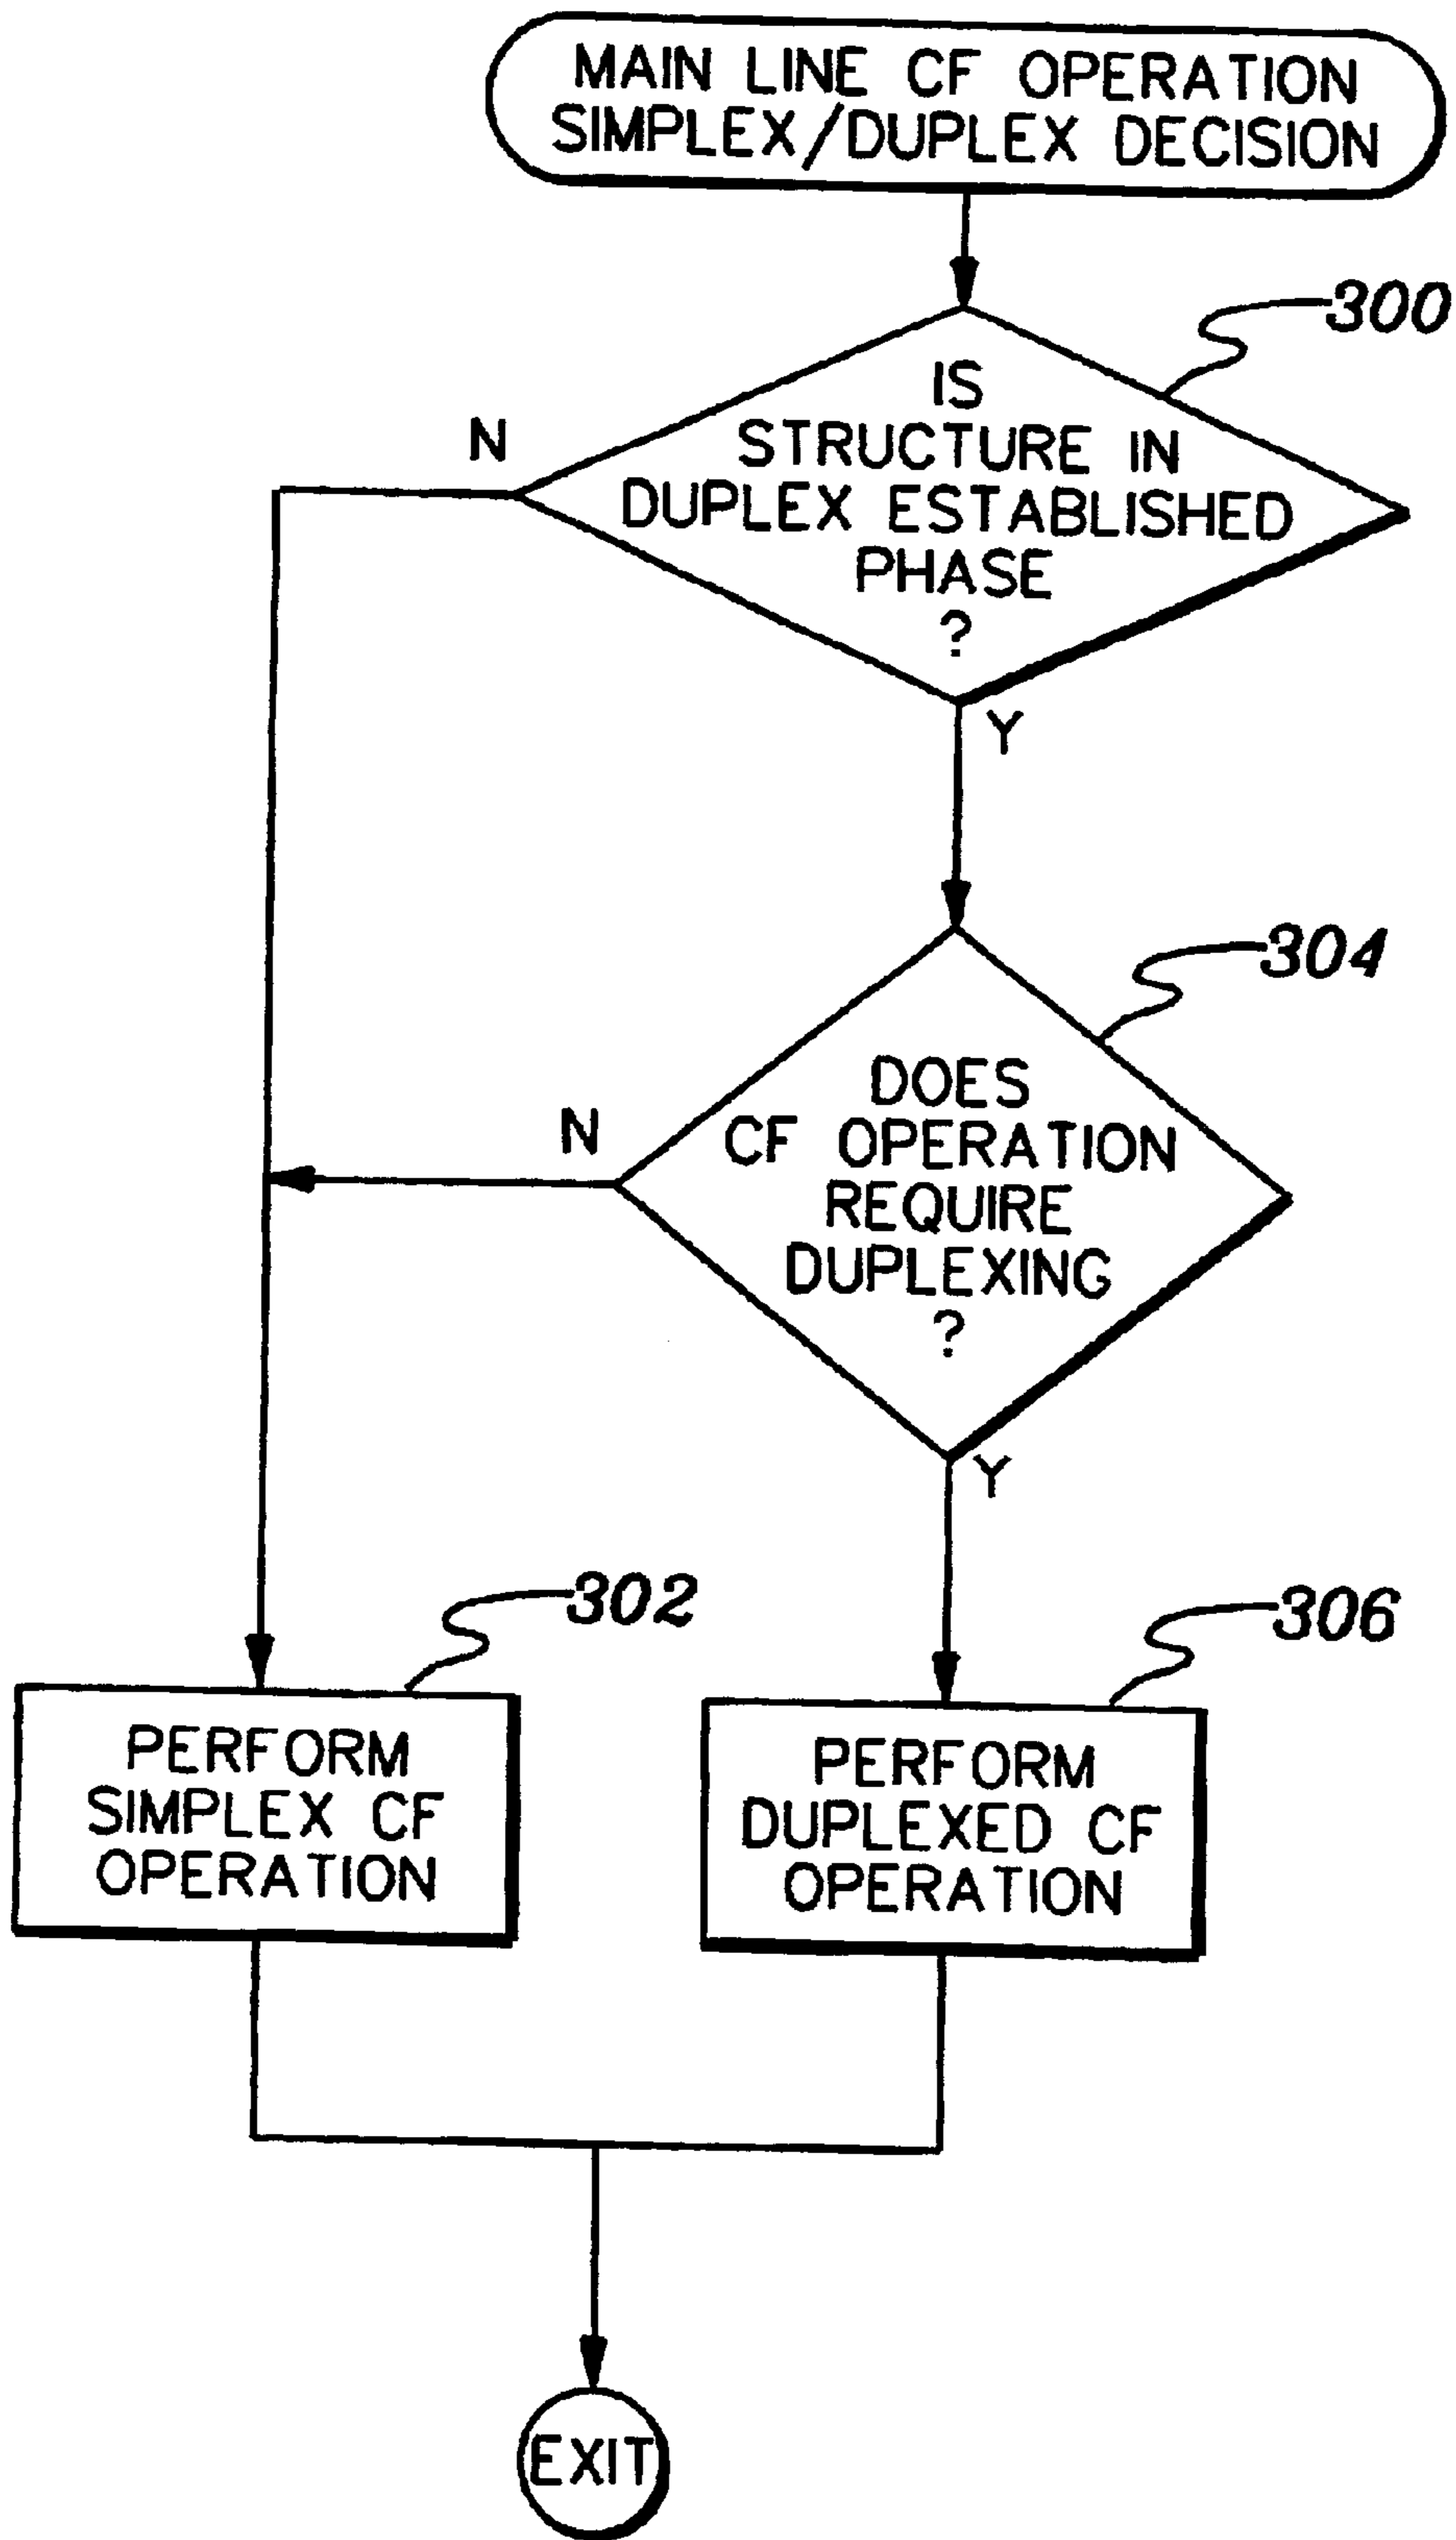 MAIN LINE CF OPERATION
SIMPLEX/DUPLEX DECISION
300
IS
STRUCTURE IN
DUPLEX ESTABLISHED
PHASE
?
N
Y
304
DOES
CF OPERATION
REQUIRE
DUPLEXING
?
N
Y
302
PERFORM
SIMPLEX CF
OPERATION
306
PERFORM
DUPLEXED CF
OPERATION
EXIT